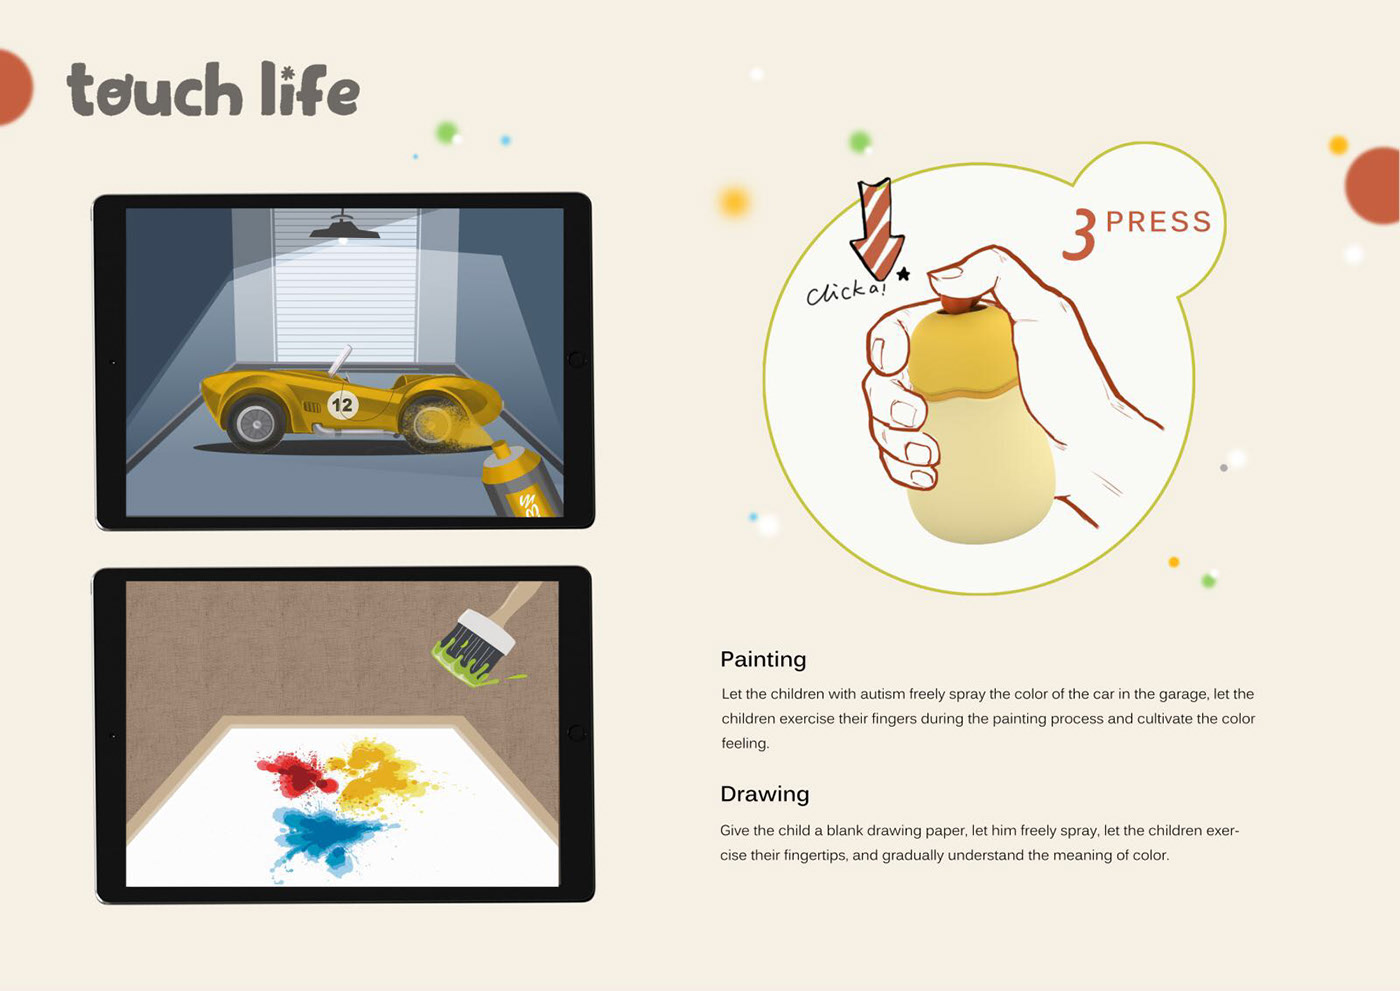 touch life
12
3 PRESS
Clicka!
Painting
Let the children with autism freely spray the color of the car in the garage, let the
children exercise their fingers during the painting process and cultivate the color
feeling.
Drawing
Give the child a blank drawing paper, let him freely spray, let the children exer-
cise their fingertips, and gradually understand the meaning of color.